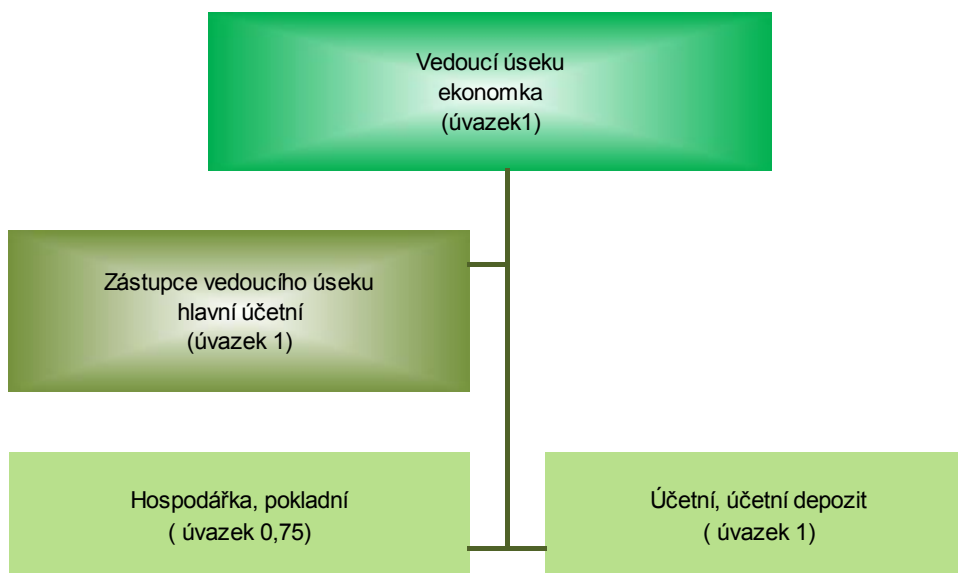 Vedoucí úseku
ekonomka
(úvazek1)
Zástupce vedoucího úseku
hlavní účetní
(úvazek 1)
Hospodářka, pokladní
( úvazek 0,75)
Účetní, účetní depozit
( úvazek 1)